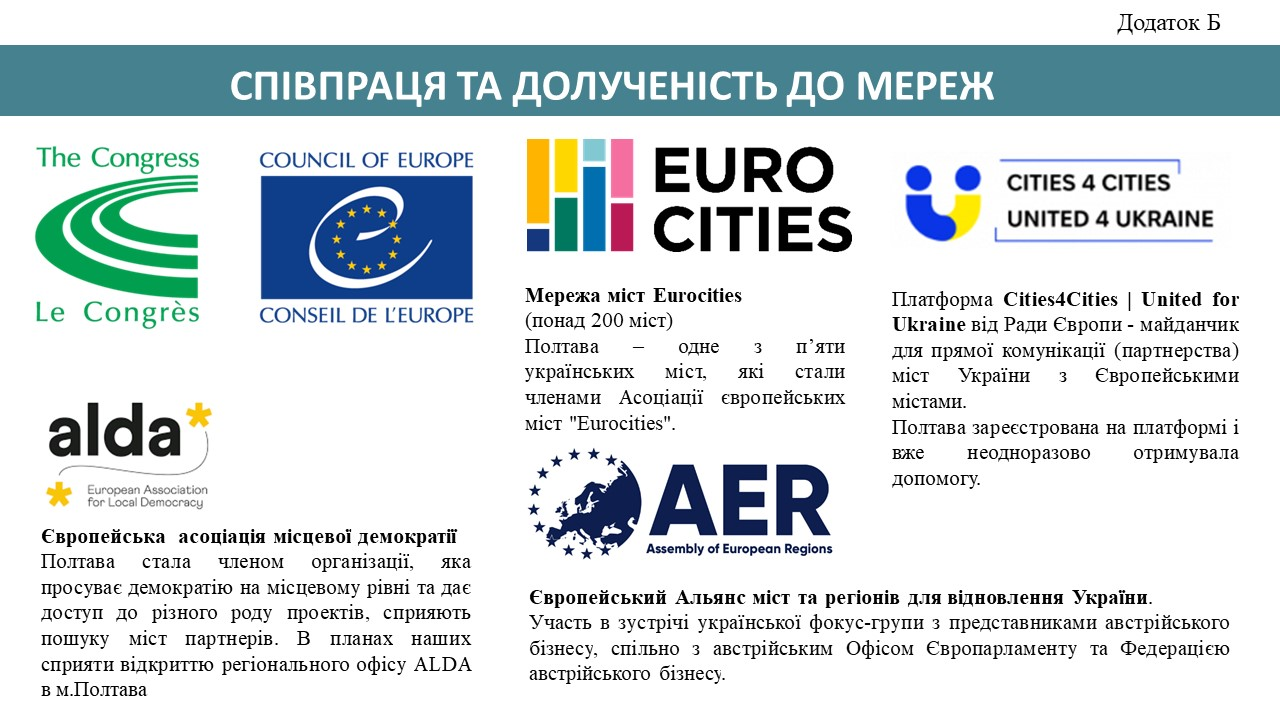 Додаток Б
СПІВПРАЦЯ ТА ДОЛУЧЕНІСТЬ ДО МЕРЕЖ
The Congress
Le Congrès
COUNCIL OF EUROPE
CONSEIL DE L'EUROPE
EURO
CITIES
CITIES 4 CITIES
UNITED 4 UKRAINE
Мережа міст Eurocities
(понад 200 міст)
Полтава – одне з п’яти
українських міст, які стали
членами Асоціації європейських
міст "Eurocities".
Платформа Cities4Cities | United for
Ukraine від Ради Європи - майданчик
для прямої комунікації (партнерства)
міст України з Європейськими
містами.
Полтава зареєстрована на платформі і
вже неодноразово отримувала
допомогу.
alda
European Association
for Local Democracy
Європейська асоціація місцевої демократії
Полтава стала членом організації, яка
просуває демократію на місцевому рівні та дає
доступ до різного роду проектів, сприяють
пошуку міст партнерів. В планах наших
сприяти відкриттю регіонального офісу ALDA
в м.Полтава
AER
Assembly of European Regions
Європейський Альянс міст та регіонів для відновлення України.
Участь в зустрічі української фокус-групи з представниками австрійського
бізнесу, спільно з австрійським Офісом Європарламенту та Федерацією
австрійського бізнесу.